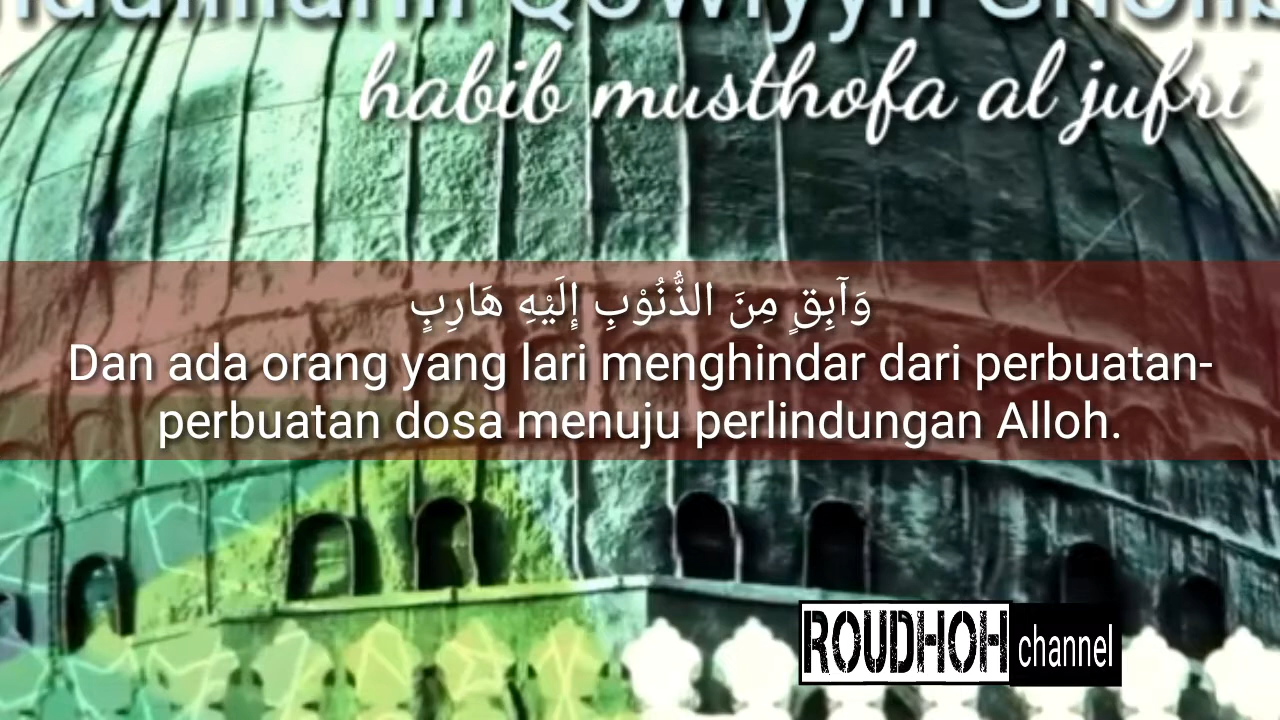 Qowiyyil
habib musthofa al jufri
وَآبِقٍ مِنَ الذُّنُوْبِ إِلَيْهِ هَارِبٍ
Dan ada orang yang lari menghindar dari perbuatan-
perbuatan dosa menuju perlindungan Alloh.
ROUDHOH channel